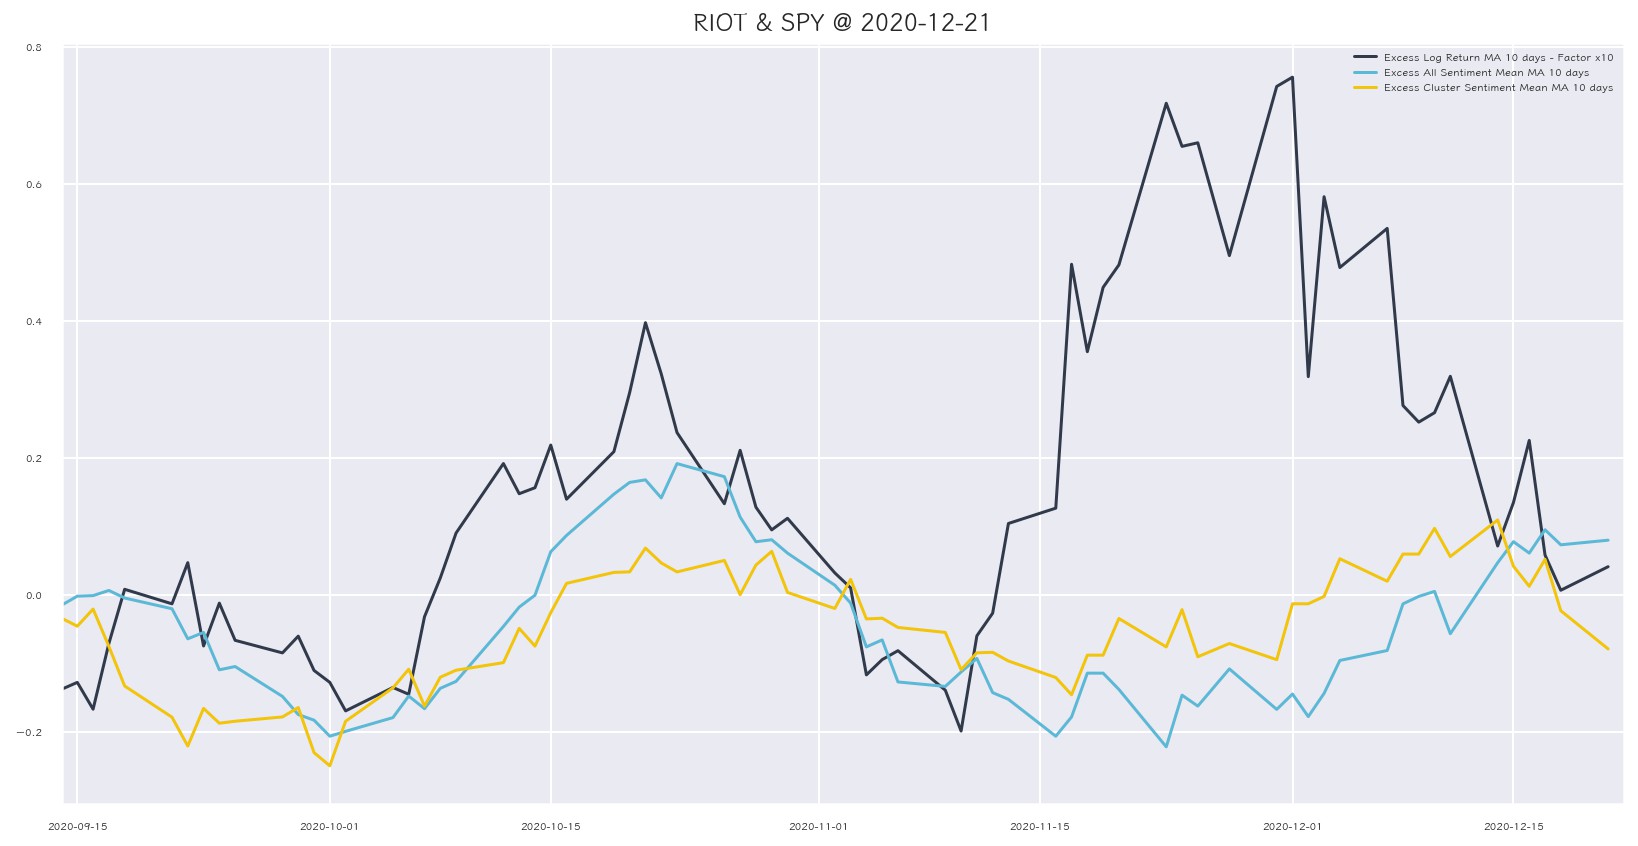 RIOT & SPY @ 2020-12-21
0.8
Excess Log Return MA 10 days - Factor x10
Excess All Sentiment Mean MA 10 days
Excess Cluster Sentiment Mean MA 10 days
0.6
0.4
0.2
0.0
−0.2
2020-09-15 2020-10-01 2020-10-15 2020-11-01 2020-11-15 2020-12-01 2020-12-15